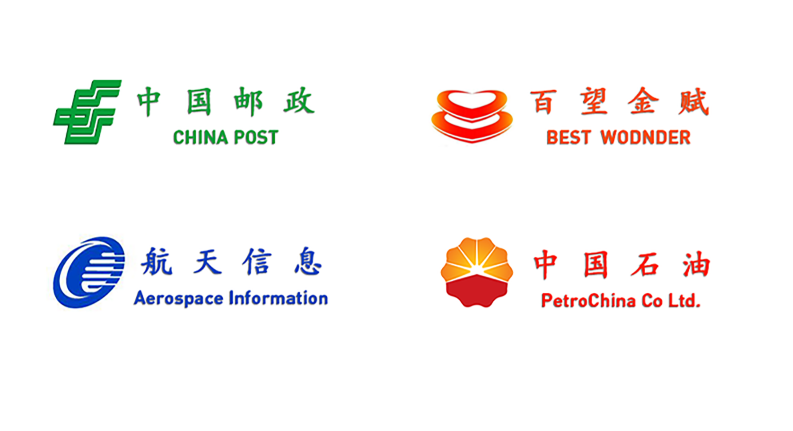 中国邮政
CHINA POST
百望金赋
BEST WODNDER
航天信息
Aerospace Information
中国石油
PetroChina Co Ltd.